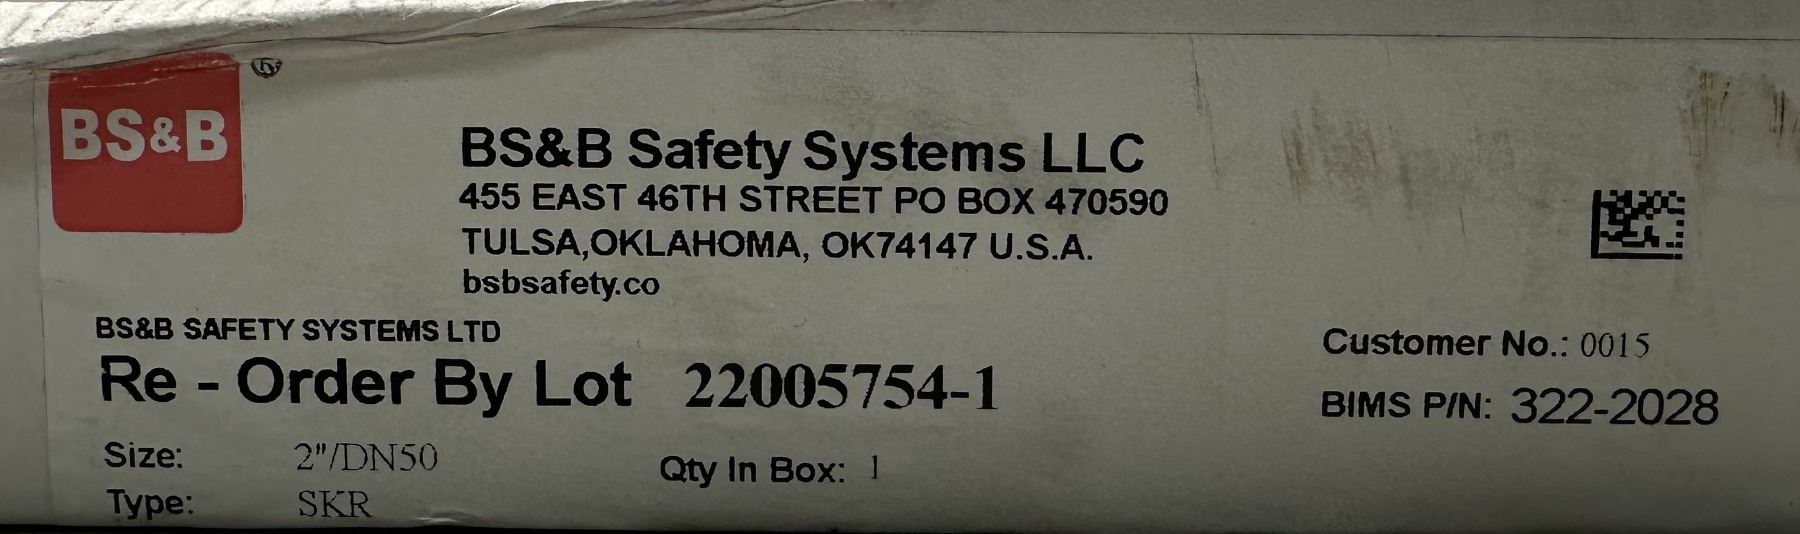 BS&B ®
BS&B Safety Systems LLC
455 EAST 46TH STREET PO BOX 470590
TULSA,OKLAHOMA, OK74147 U.S.A.
bsbsafety.co
BS&B SAFETY SYSTEMS LTD
Re - Order By Lot 22005754-1
Customer No.: 0015
BIMS P/N: 322-2028
Size: 2"/DN50
Qty In Box: 1
Type: SKR